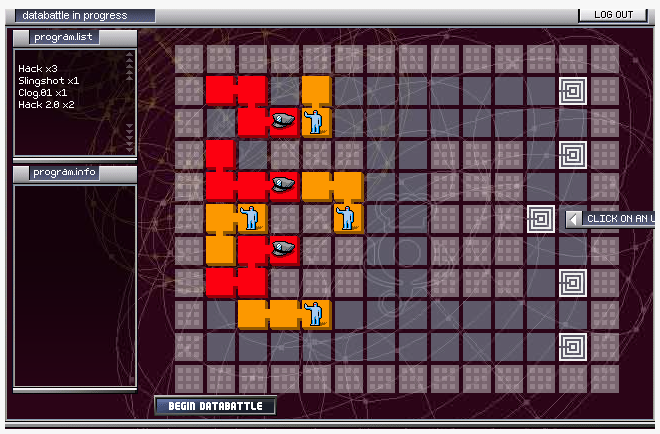 databattle in progress
LOG OUT
program.list
Hack x3
Slingshot x1
Clog.01 x1
Hack 2.0 x2
program.info
CLICK ON AN U
BEGIN DATABATTLE